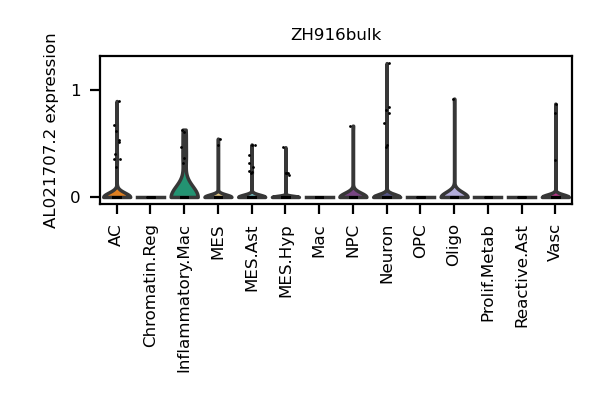 ZH916bulk
AL021707.2 expression
1
0
AC
Chromatin.Reg
Inflammatory.Mac
MES
MES.Ast
MES.Hyp
Mac
NPC
Neuron
OPC
Oligo
Prolif.Metab
Reactive.Ast
Vasc